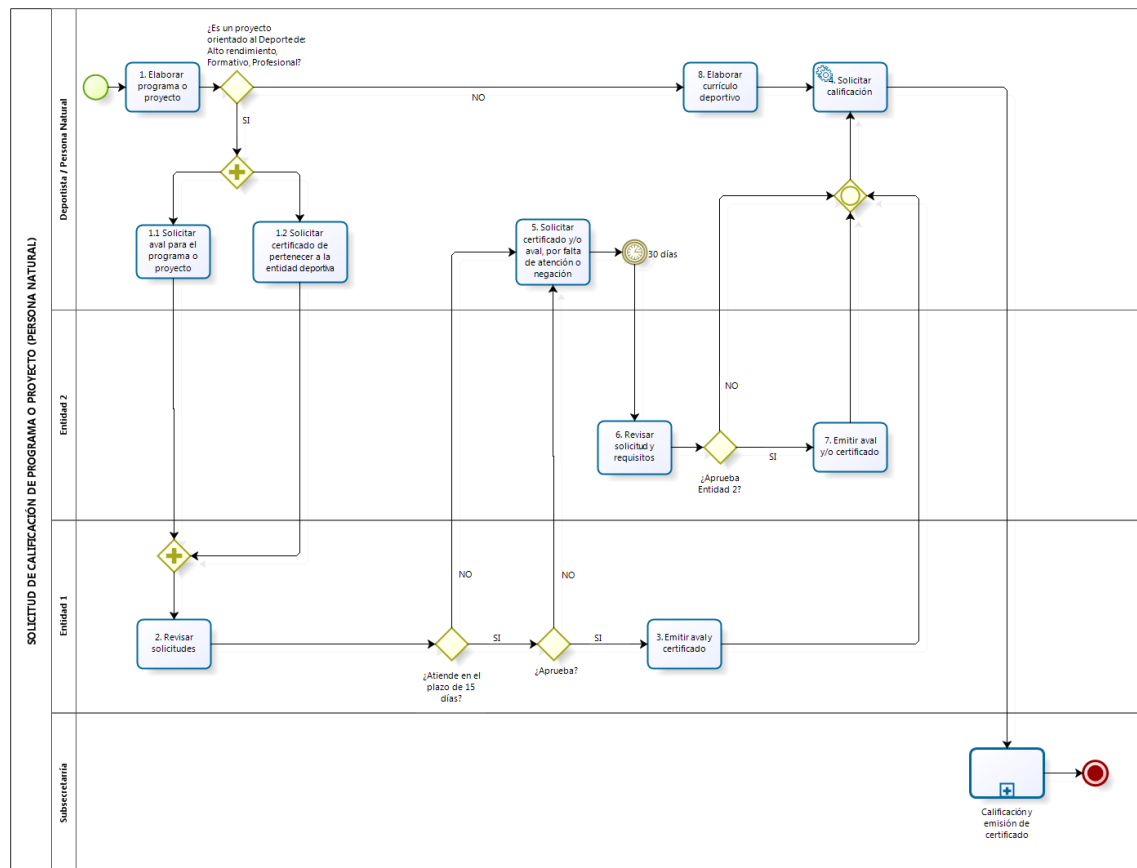 SOLICITUD DE CALIFICACIÓN DE PROGRAMA O PROYECTO (PERSONA NATURAL)
Deportista / Persona Natural
¿Es un proyecto
orientado al Deporte de:
Alto rendimiento,
Formativo, Profesional?
1. Elaborar
programa o
proyecto
NO
SI
8. Elaborar
currículo
deportivo
4. Solicitar
calificación
1.1 Solicitar
aval para el
programa o
proyecto
1.2 Solicitar
certificado de
pertenecer a la
entidad deportiva
5. Solicitar
certificado y/o
aval, por falta
de atención o
negación
30 días
Entidad 2
NO
6. Revisar
solicitud y
requisitos
SI
¿Aprueba
Entidad 2?
7. Emitir aval
y/o certificado
Entidad 1
NO
NO
2. Revisar
solicitudes
SI
SI
¿Atiende en el
plazo de 15
días?
¿Aprueba?
3. Emitir aval y
certificado
Subsecretarría
Calificación y
emisión de
certificado